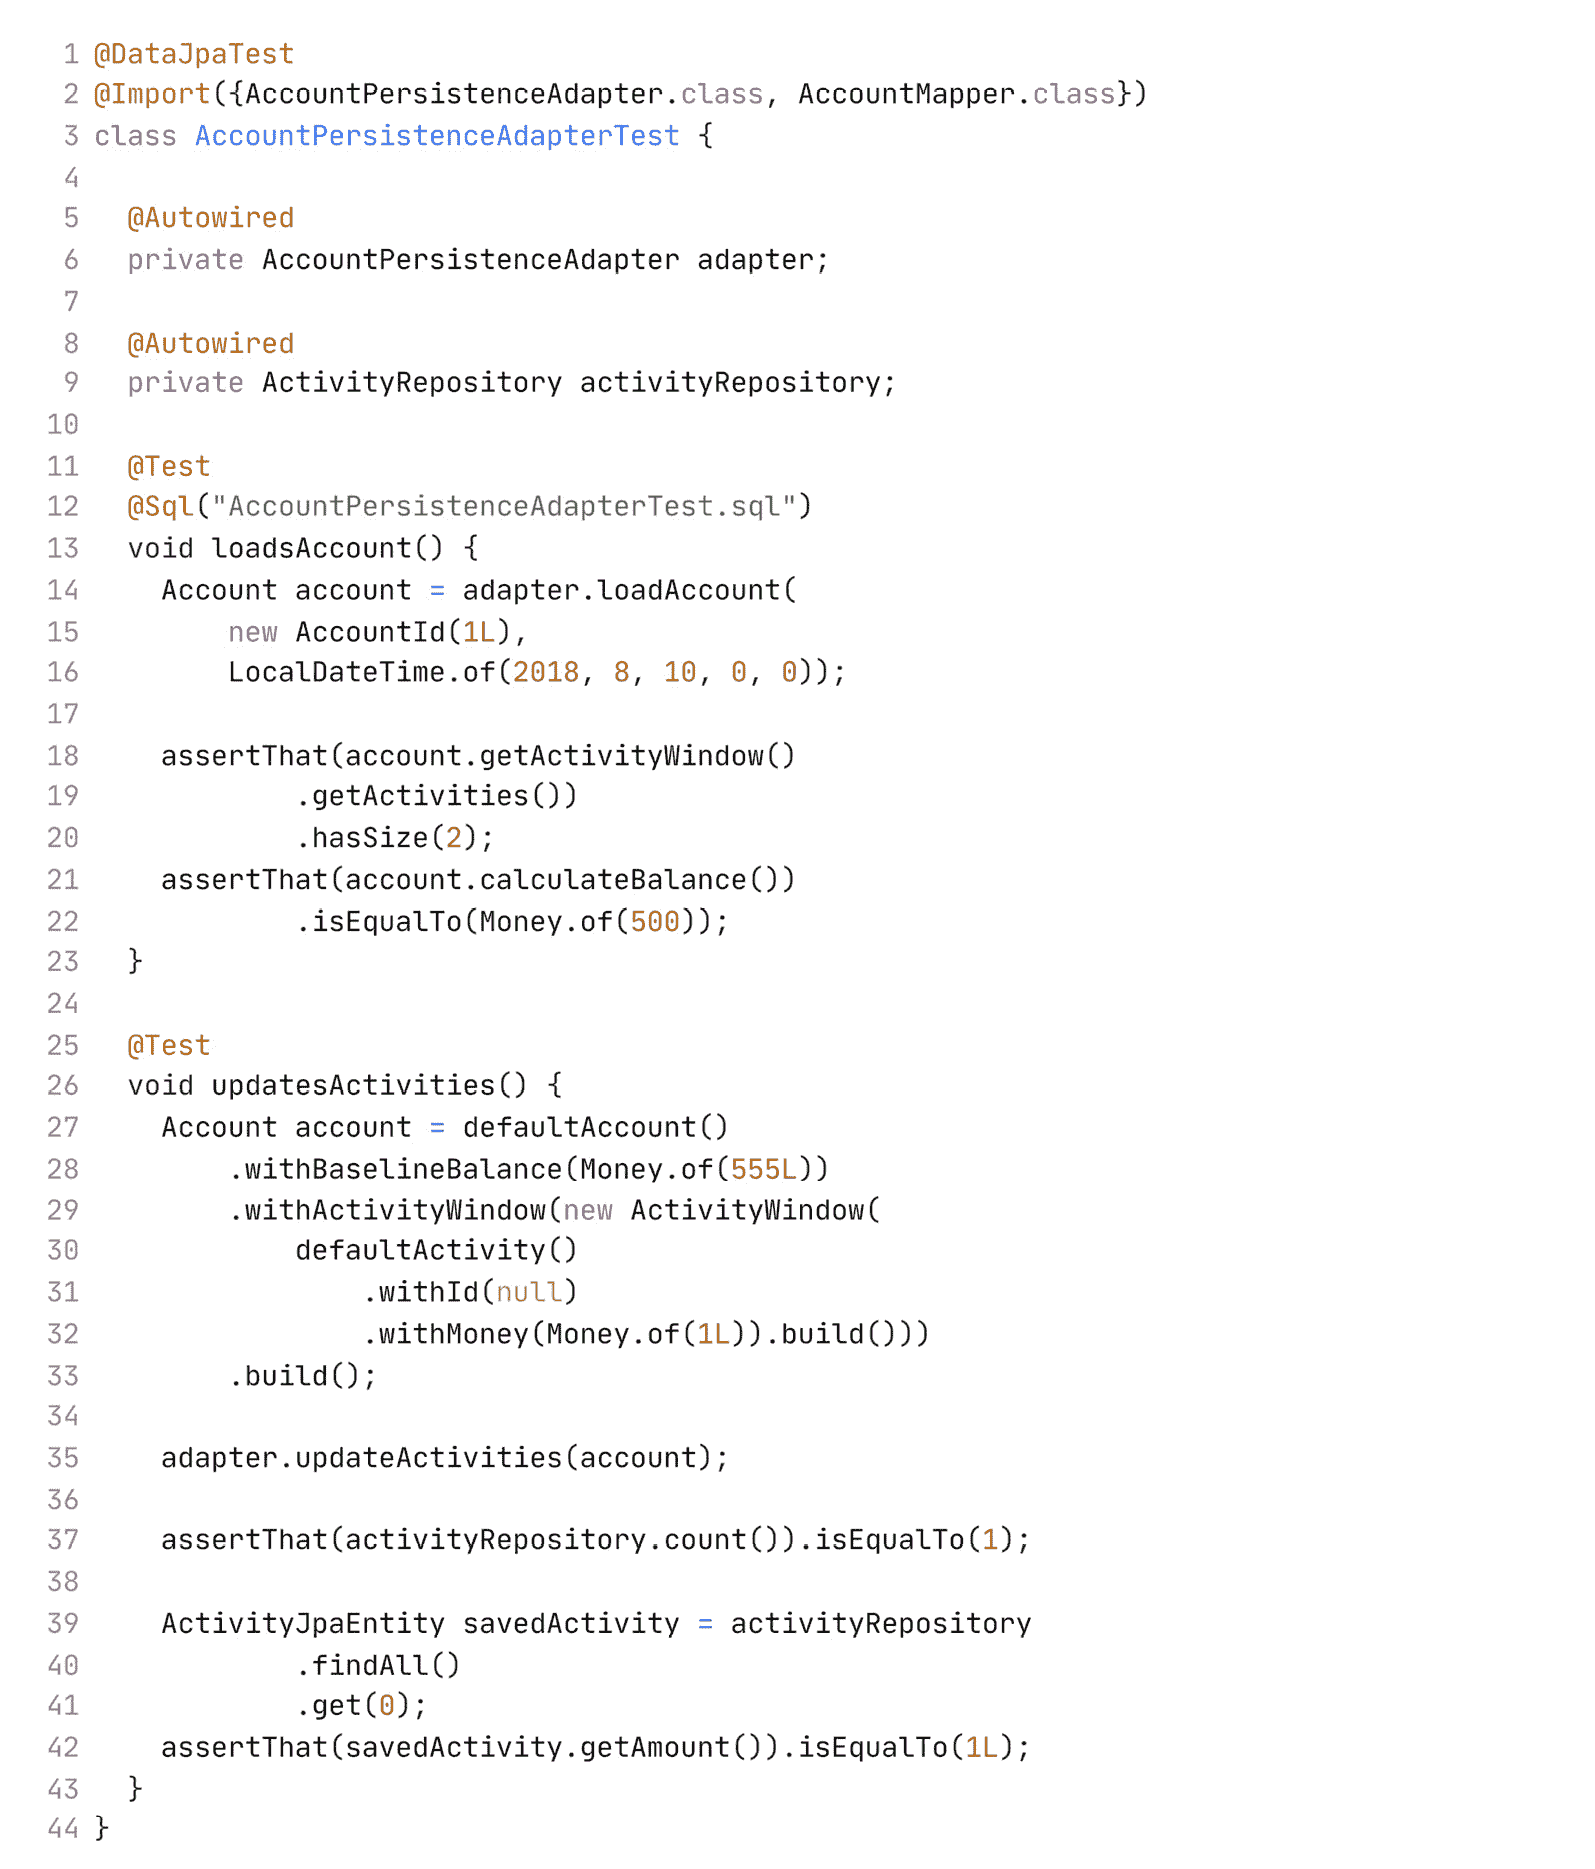 1 @DataJpaTest
2 @Import({AccountPersistenceAdapter.class, AccountMapper.class})
3 class AccountPersistenceAdapterTest {
4
5   @Autowired
6   private AccountPersistenceAdapter adapter;
7
8   @Autowired
9   private ActivityRepository activityRepository;
10
11   @Test
12   @Sql("AccountPersistenceAdapterTest.sql")
13   void loadsAccount() {
14     Account account = adapter.loadAccount(
15         new AccountId(1L),
16         LocalDateTime.of(2018, 8, 10, 0, 0));
17
18     assertThat(account.getActivityWindow()
19             .getActivities())
20             .hasSize(2);
21     assertThat(account.calculateBalance())
22             .isEqualTo(Money.of(500));
23   }
24
25   @Test
26   void updatesActivities() {
27     Account account = defaultAccount()
28         .withBaselineBalance(Money.of(555L))
29         .withActivityWindow(new ActivityWindow(
30             defaultActivity()
31                 .withId(null)
32                 .withMoney(Money.of(1L)).build()))
33         .build();
34
35     adapter.updateActivities(account);
36
37     assertThat(activityRepository.count()).isEqualTo(1);
38
39     ActivityJpaEntity savedActivity = activityRepository
40             .findAll()
41             .get(0);
42     assertThat(savedActivity.getAmount()).isEqualTo(1L);
43   }
44 }